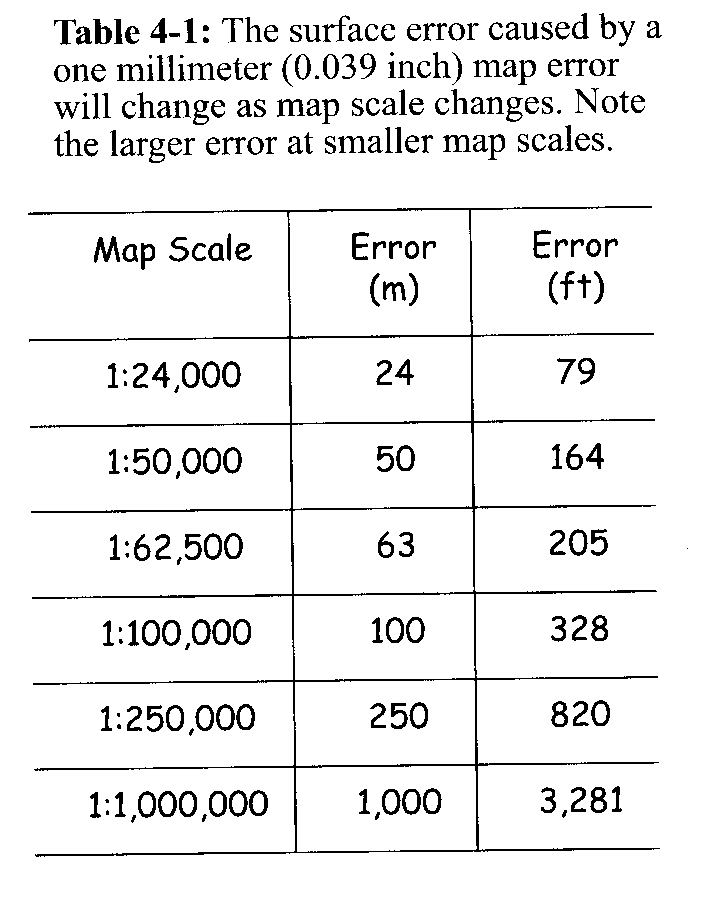 Table 4-1: The surface error caused by a
one millimeter (0.039 inch) map error
will change as map scale changes. Note
the larger error at smaller map scales.
Map Scale Error (m) Error (ft)
1:24,000 24 79
1:50,000 50 164
1:62,500 63 205
1:100,000 100 328
1:250,000 250 820
1:1,000,000 1,000 3,281